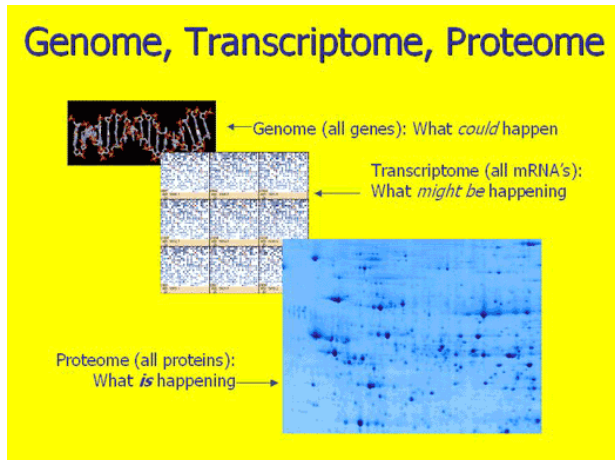 Genome, Transcriptome, Proteome
Genome (all genes): What could happen
Transcriptome (all mRNA's):
What might be happening
Proteome (all proteins):
What is happening